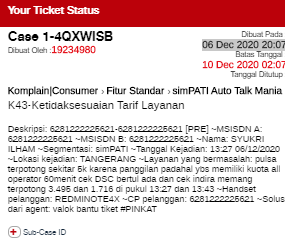 Your Ticket Status
Case 1-4QXWISB
Dibuat Oleh : 19234980
Dibuat Pada
06 Dec 2020 20:07
Batas Tanggal
10 Dec 2020 02:07
Tanggal Ditutup
Komplain|Consumer › Fitur Standar › simPATI Auto Talk Mania
K43-Ketidaksesuaian Tarif Layanan
Deskripsi: 6281222225621-6281222225621 [PRE] ~MSISDN A:
6281222225621 ~MSISDN B: 6281222225621 ~Nama: SYUKRI
ILHAM ~Segmentasi: simPATI ~Tanggal Kejadian: 13:27 06/12/2020
~Lokasi kejadian: TANGERANG ~Layanan yang bermasalah: pulsa
terpotong sekitar 5k karena panggilan padahal ybs memiliki kuota all
operator 60menit cek DSC bertul ada dan cek indira memang
terpotong 3.495 dan 1.716 di pukul 13:27 dan 13:43 ~Handset
pelanggan: REDMINOTE4X ~CP pelanggan: 6281222225621 ~Solusi
dari agent: valok bantu tiket #PINKAT
Sub-Case ID